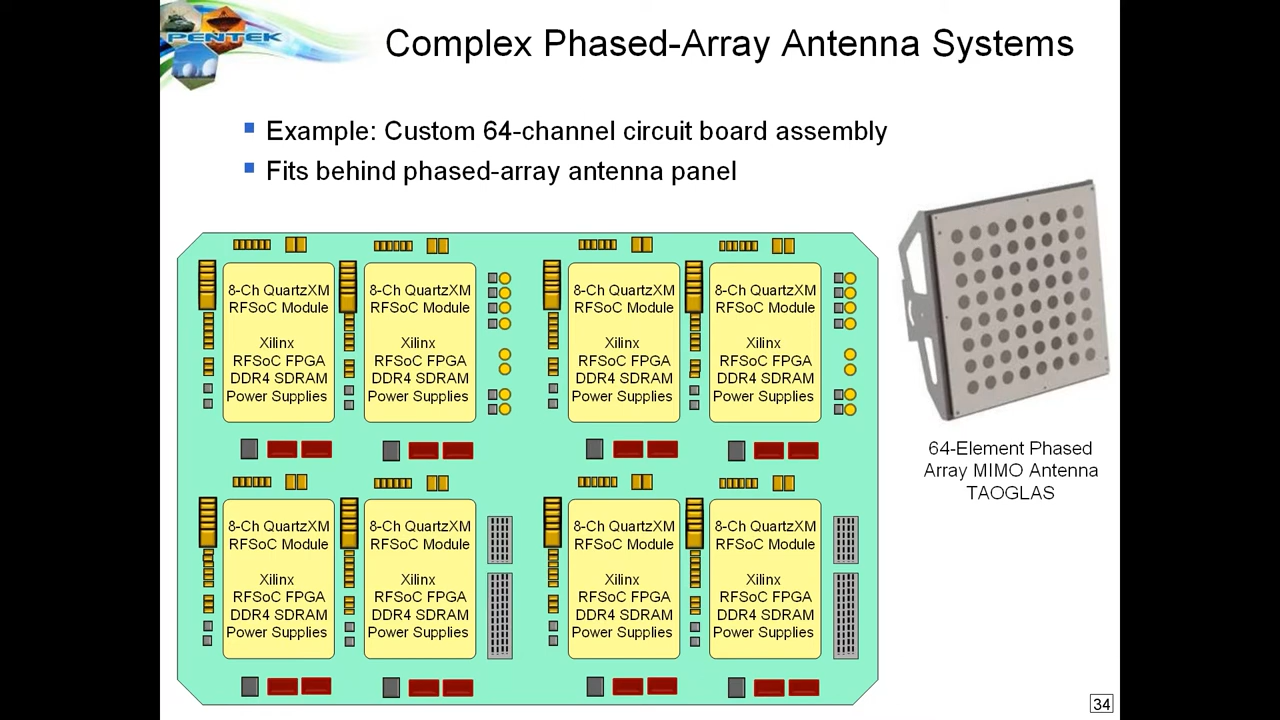 PENTEK
Complex Phased-Array Antenna Systems
Example: Custom 64-channel circuit board assembly
Fits behind phased-array antenna panel
8-Ch QuartzXM
RFSoC Module
Xilinx
RFSoC FPGA
DDR4 SDRAM
Power Supplies
8-Ch QuartzXM
RFSoC Module
Xilinx
RFSoC FPGA
DDR4 SDRAM
Power Supplies
8-Ch QuartzXM
RFSoC Module
Xilinx
RFSoC FPGA
DDR4 SDRAM
Power Supplies
8-Ch QuartzXM
RFSoC Module
Xilinx
RFSoC FPGA
DDR4 SDRAM
Power Supplies
64-Element Phased
Array MIMO Antenna
TAOGLAS
8-Ch QuartzXM
RFSoC Module
Xilinx
RFSoC FPGA
DDR4 SDRAM
Power Supplies
8-Ch QuartzXM
RFSoC Module
Xilinx
RFSoC FPGA
DDR4 SDRAM
Power Supplies
8-Ch QuartzXM
RFSoC Module
Xilinx
RFSoC FPGA
DDR4 SDRAM
Power Supplies
8-Ch QuartzXM
RFSoC Module
Xilinx
RFSoC FPGA
DDR4 SDRAM
Power Supplies
34